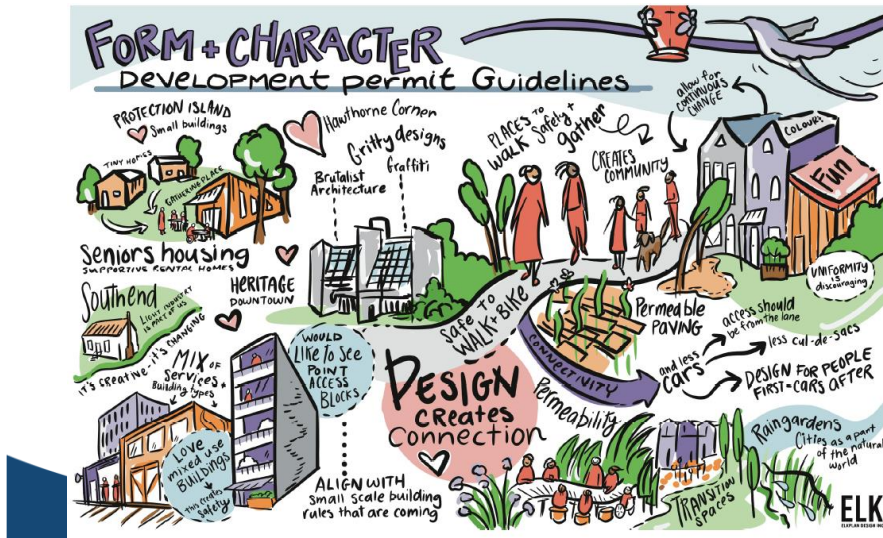 FORM + CHARACTER
DEVELOPMENT PERMIT GUIDELINES
PROTECTION ISLAND
Small buildings
TINY HOMES
GATHERING PLACE
Seniors housing
SUPPORTIVE RENTAL HOMES
Hawthorne Corner
Gritty designs
Brutalist
Architecture
graffiti
HERITAGE
DOWNTOWN
Southend
LIGHT INDUSTRY
IS PART OF US
IT'S CREATIVE - IT'S CHANGING
MIX OF
Services +
Building types
Love
mixed use
BUILDINGS
this creates
Safety
WOULD
Like to see
POINT
ACCESS
BLOCKS
ALIGN WITH
small scale building
rules that are coming
PLACES TO
WALK Safely +
gather
CREATES
COMMUNITY
allow for
CONTINUOUS
CHANGE
COLOUR!
Fun
UNIFORMITY
IS
discouraging
Safe to
WALK + BIKE
DESIGN
CREATES
Connection
CONNECTIVITY
Permeability
Permeable
PAVING
and less
cars
access should
be from the lane
less cul-de-sacs
DESIGN FOR PEOPLE
FIRST = CARS AFTER
Raingardens
Cities as a part
of the natural
world
TRANSITION
SPACES
ELK